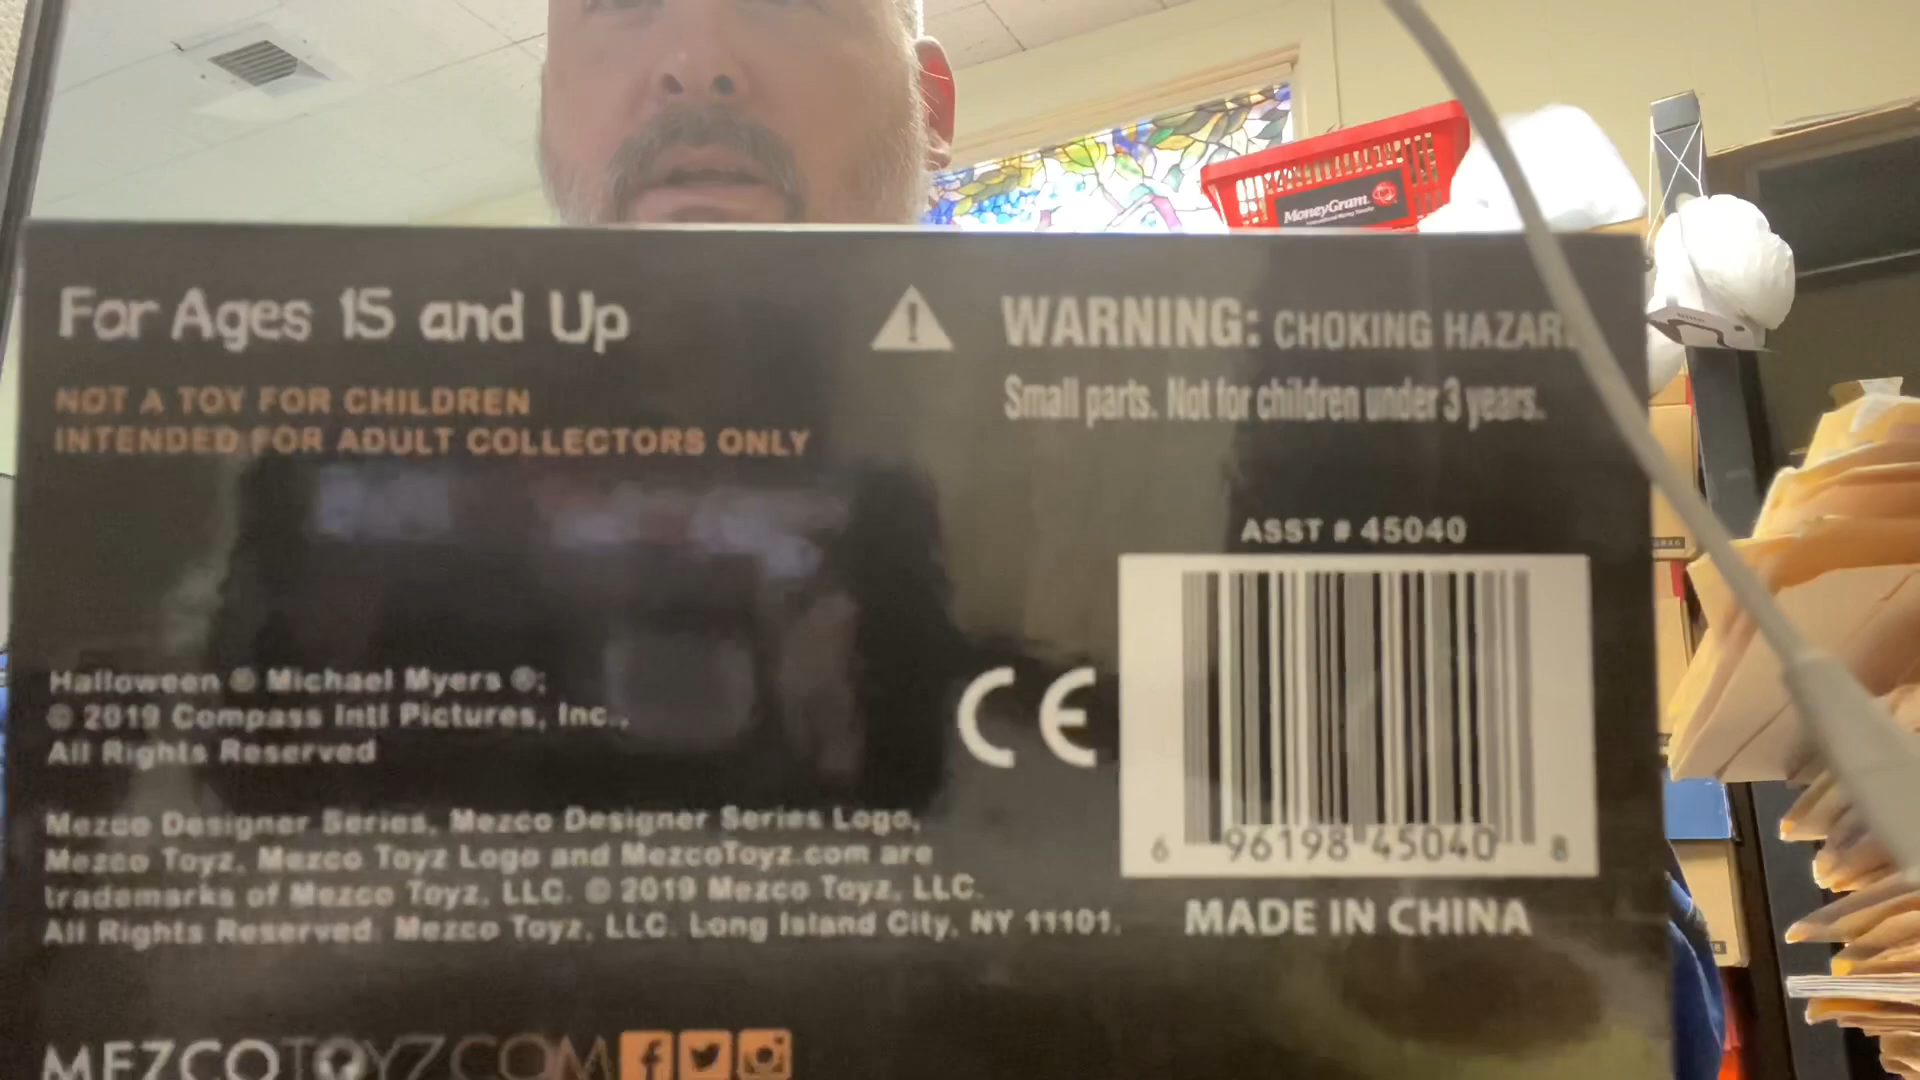 MoneyGram
For Ages 15 and Up
NOT A TOY FOR CHILDREN
INTENDED FOR ADULT COLLECTORS ONLY
WARNING: CHOKING HAZAR
Small parts. Not for children under 3 years.
ASST # 45040
Halloween ® Michael Myers ®;
© 2019 Compass Intl Pictures, Inc.,
All Rights Reserved
CE
6 96198 45040 8
MADE IN CHINA
Mezco Designer Series, Mezco Designer Series Logo,
Mezco Toyz, Mezco Toyz Logo and MezcoToyz.com are
trademarks of Mezco Toyz, LLC. © 2019 Mezco Toyz, LLC.
All Rights Reserved. Mezco Toyz, LLC. Long Island City, NY 11101.
MEZCOTOYZ.COM